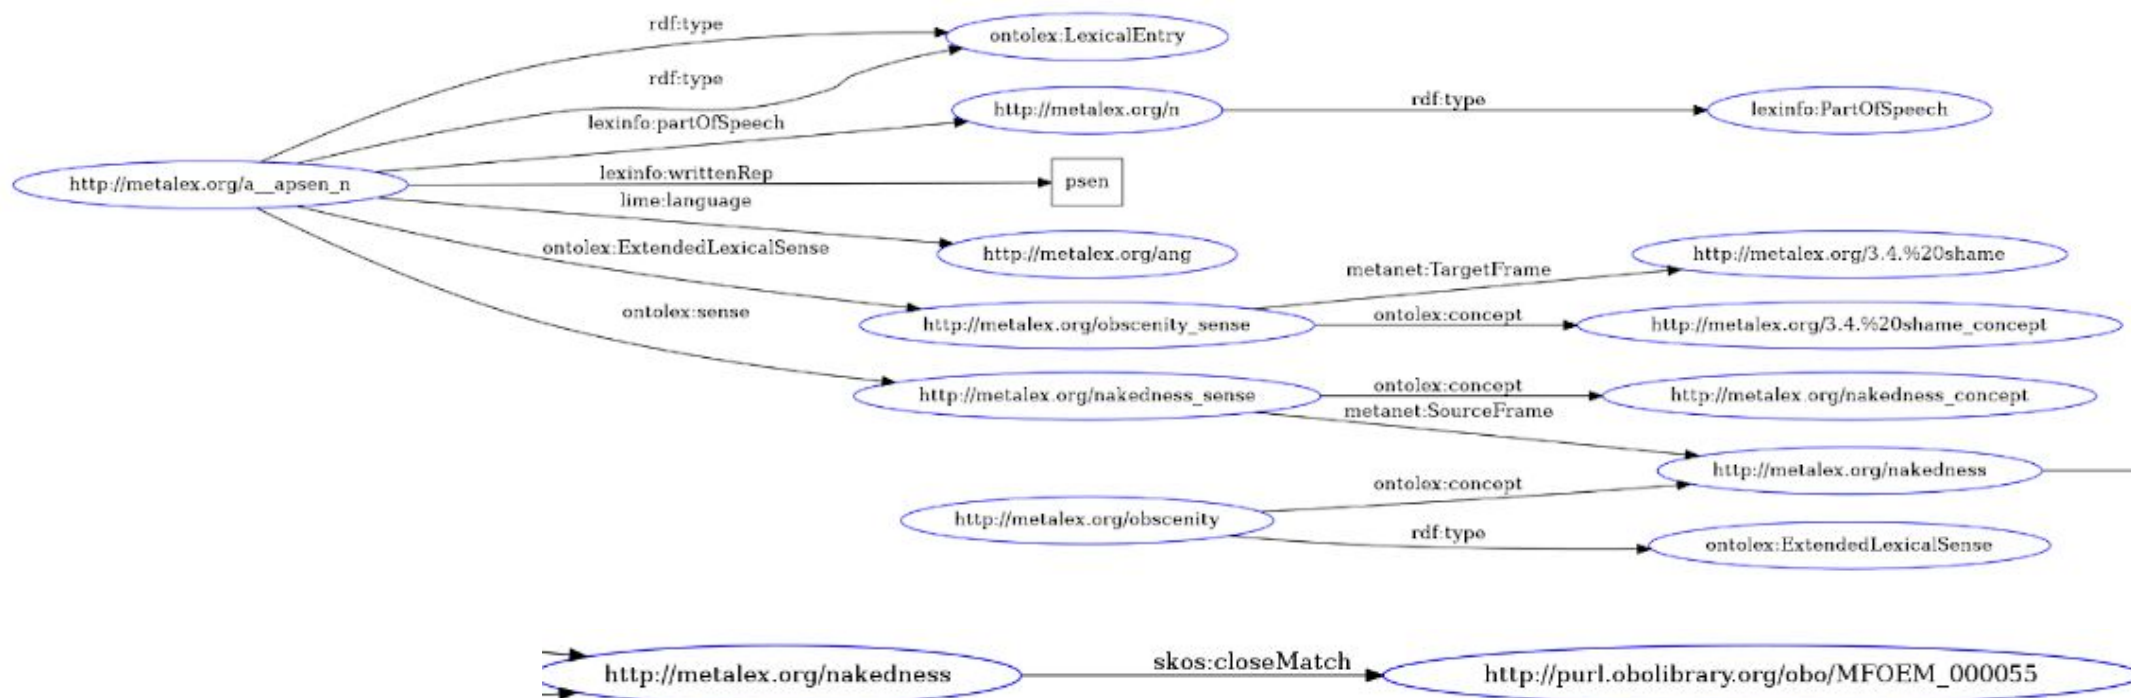 rdf:type
ontolex:LexicalEntry
rdf:type
http://metalex.org/n
rdf:type
lexinfo:PartOfSpeech
lexinfo:partOfSpeech
http://metalex.org/a__apsen_n
lexinfo:writtenRep
psen
lime:language
http://metalex.org/ang
ontolex:ExtendedLexicalSense
metanet:TargetFrame
http://metalex.org/3.4.%20shame
ontolex:sense
http://metalex.org/obscenity_sense
ontolex:concept
http://metalex.org/3.4.%20shame_concept
http://metalex.org/nakedness_sense
ontolex:concept
http://metalex.org/nakedness_concept
metanet:SourceFrame
http://metalex.org/nakedness
ontolex:concept
http://metalex.org/obscenity
rdf:type
ontolex:ExtendedLexicalSense
http://metalex.org/nakedness
skos:closeMatch
http://purl.obolibrary.org/obo/MFOEM_000055